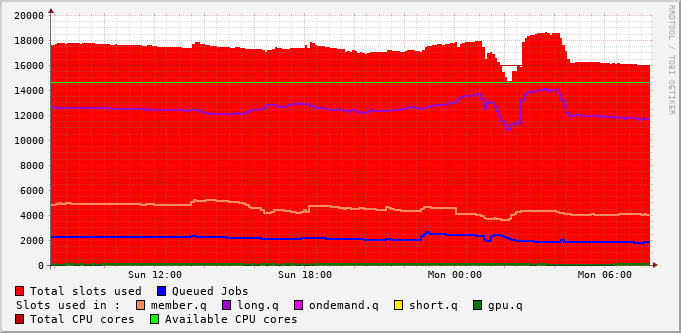 20000
18000
16000
14000
12000
10000
8000
6000
4000
2000
0
Sun 12:00 Sun 18:00 Mon 00:00 Mon 06:00
Total slots used Queued Jobs
Slots used in : member.q long.q ondemand.q short.q gpu.q
Total CPU cores Available CPU cores
RRDTOOL / TOBI OETIKER